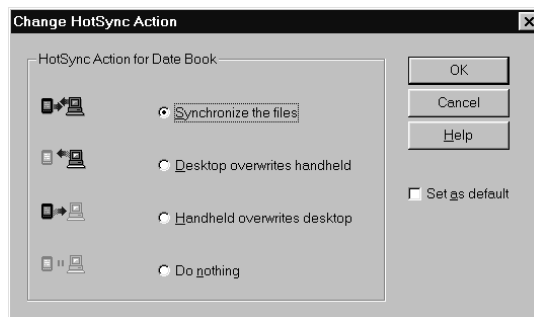 Change HotSync Action
HotSync Action for Date Book
Synchronize the files
Desktop overwrites handheld
Handheld overwrites desktop
Do nothing
OK
Cancel
Help
Set as default